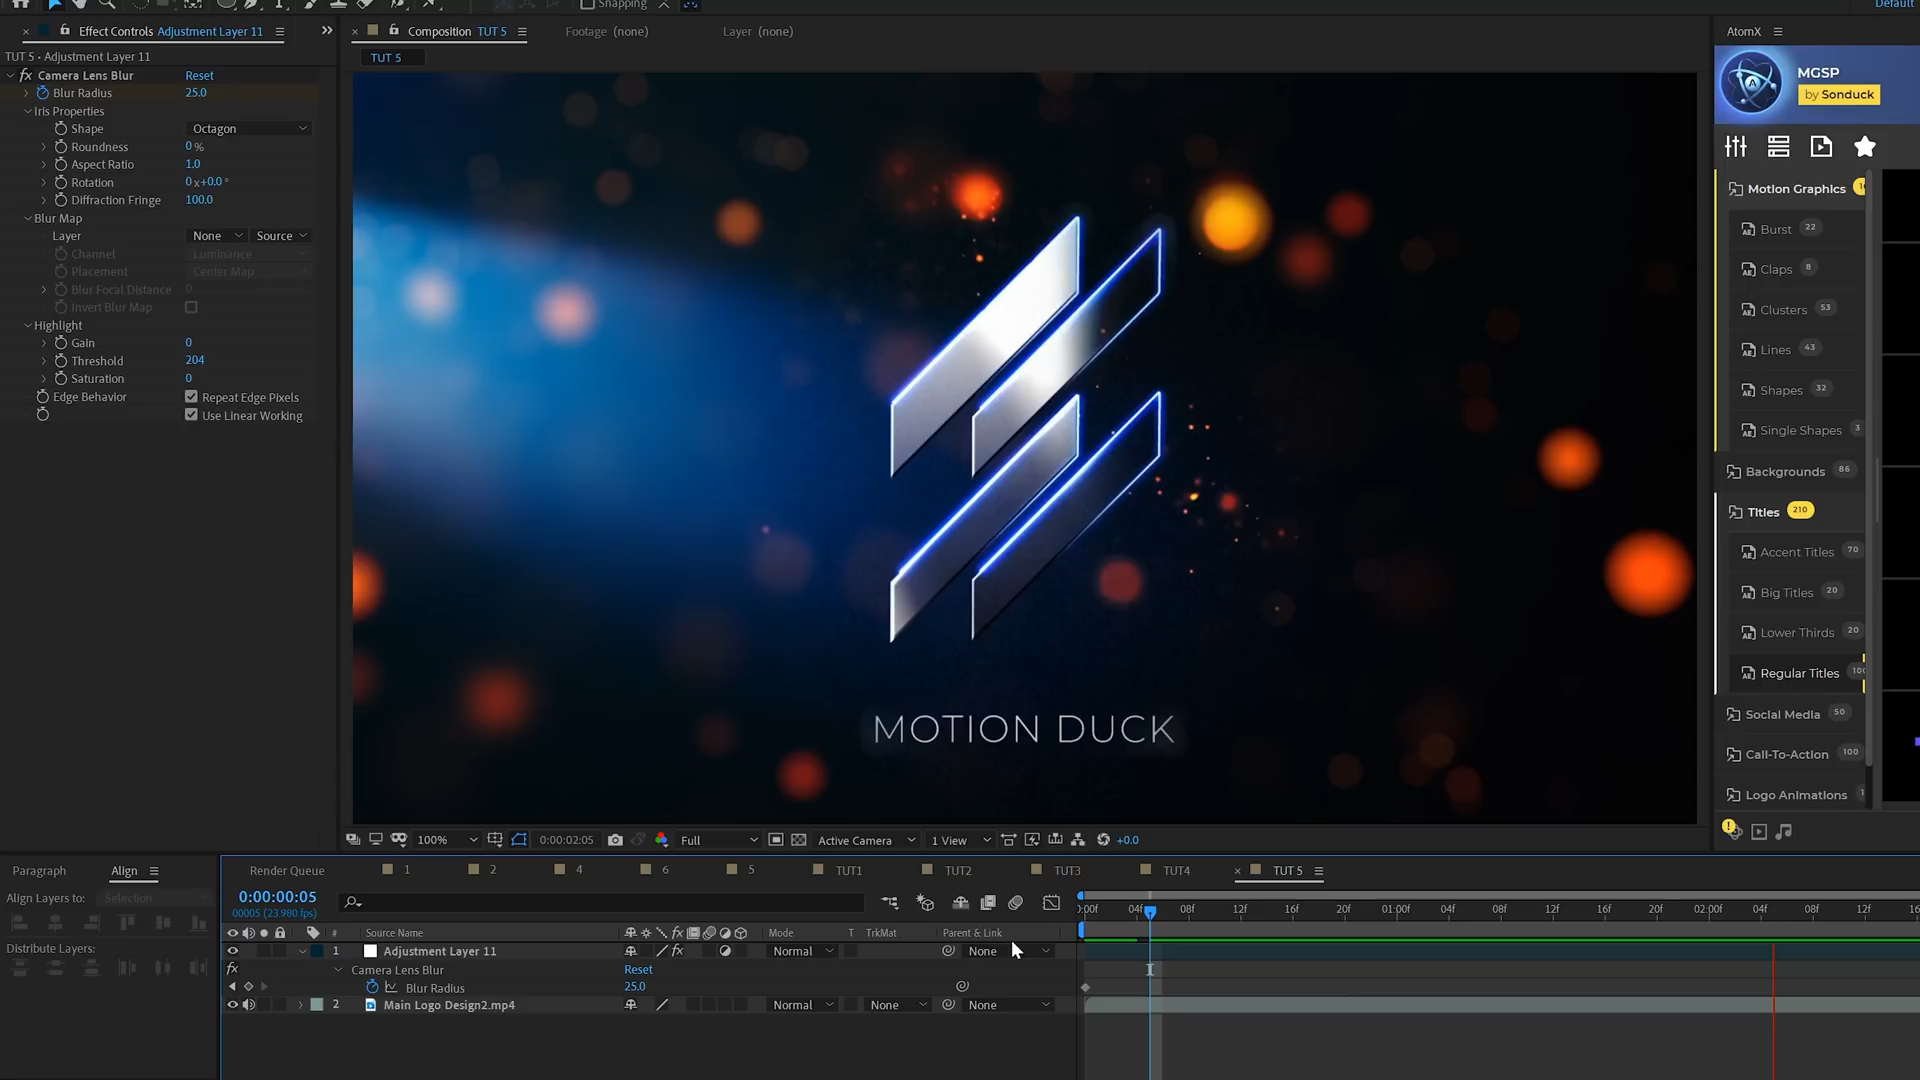 Snapping
Default
Effect Controls Adjustment Layer 11
Composition TUT 5
Footage (none)
Layer (none)
AtomX
TUT 5 • Adjustment Layer 11
TUT 5
fx Camera Lens Blur Reset
Blur Radius 25.0
Iris Properties
Shape Octagon
Roundness 0 %
Aspect Ratio 1.0
Rotation 0 x+0.0 °
Diffraction Fringe 100.0
Blur Map
Layer None Source
Channel Luminance
Placement Center Map
Blur Focal Distance 0
Invert Blur Map
Highlight
Gain 0
Threshold 204
Saturation 0
Edge Behavior Repeat Edge Pixels
Use Linear Working
MOTION DUCK
A
MGSP
by Sonduck
Motion Graphics
Burst 22
Claps 8
Clusters 53
Lines 43
Shapes 32
Single Shapes 3
Backgrounds 86
Titles 210
Accent Titles 70
Big Titles 20
Lower Thirds 20
Regular Titles 100
Social Media 50
Call-To-Action 100
Logo Animations 1
100% 0:00:02:05 Full Active Camera 1 View +0.0
Paragraph Align
Align Layers to: Selection
Distribute Layers:
Render Queue 1 2 4 6 5 TUT1 TUT2 TUT3 TUT4 TUT 5
0:00:00:05
00005 (23.980 fps)
:00f 04f 08f 12f 16f 20f 01:00f 04f 08f 12f 16f 20f 02:00f 04f 08f 12f 16
# Source Name fx Mode T TrkMat Parent & Link
1 Adjustment Layer 11 fx Normal None
fx Camera Lens Blur Reset
Blur Radius 25.0
2 Main Logo Design2.mp4 Normal None None